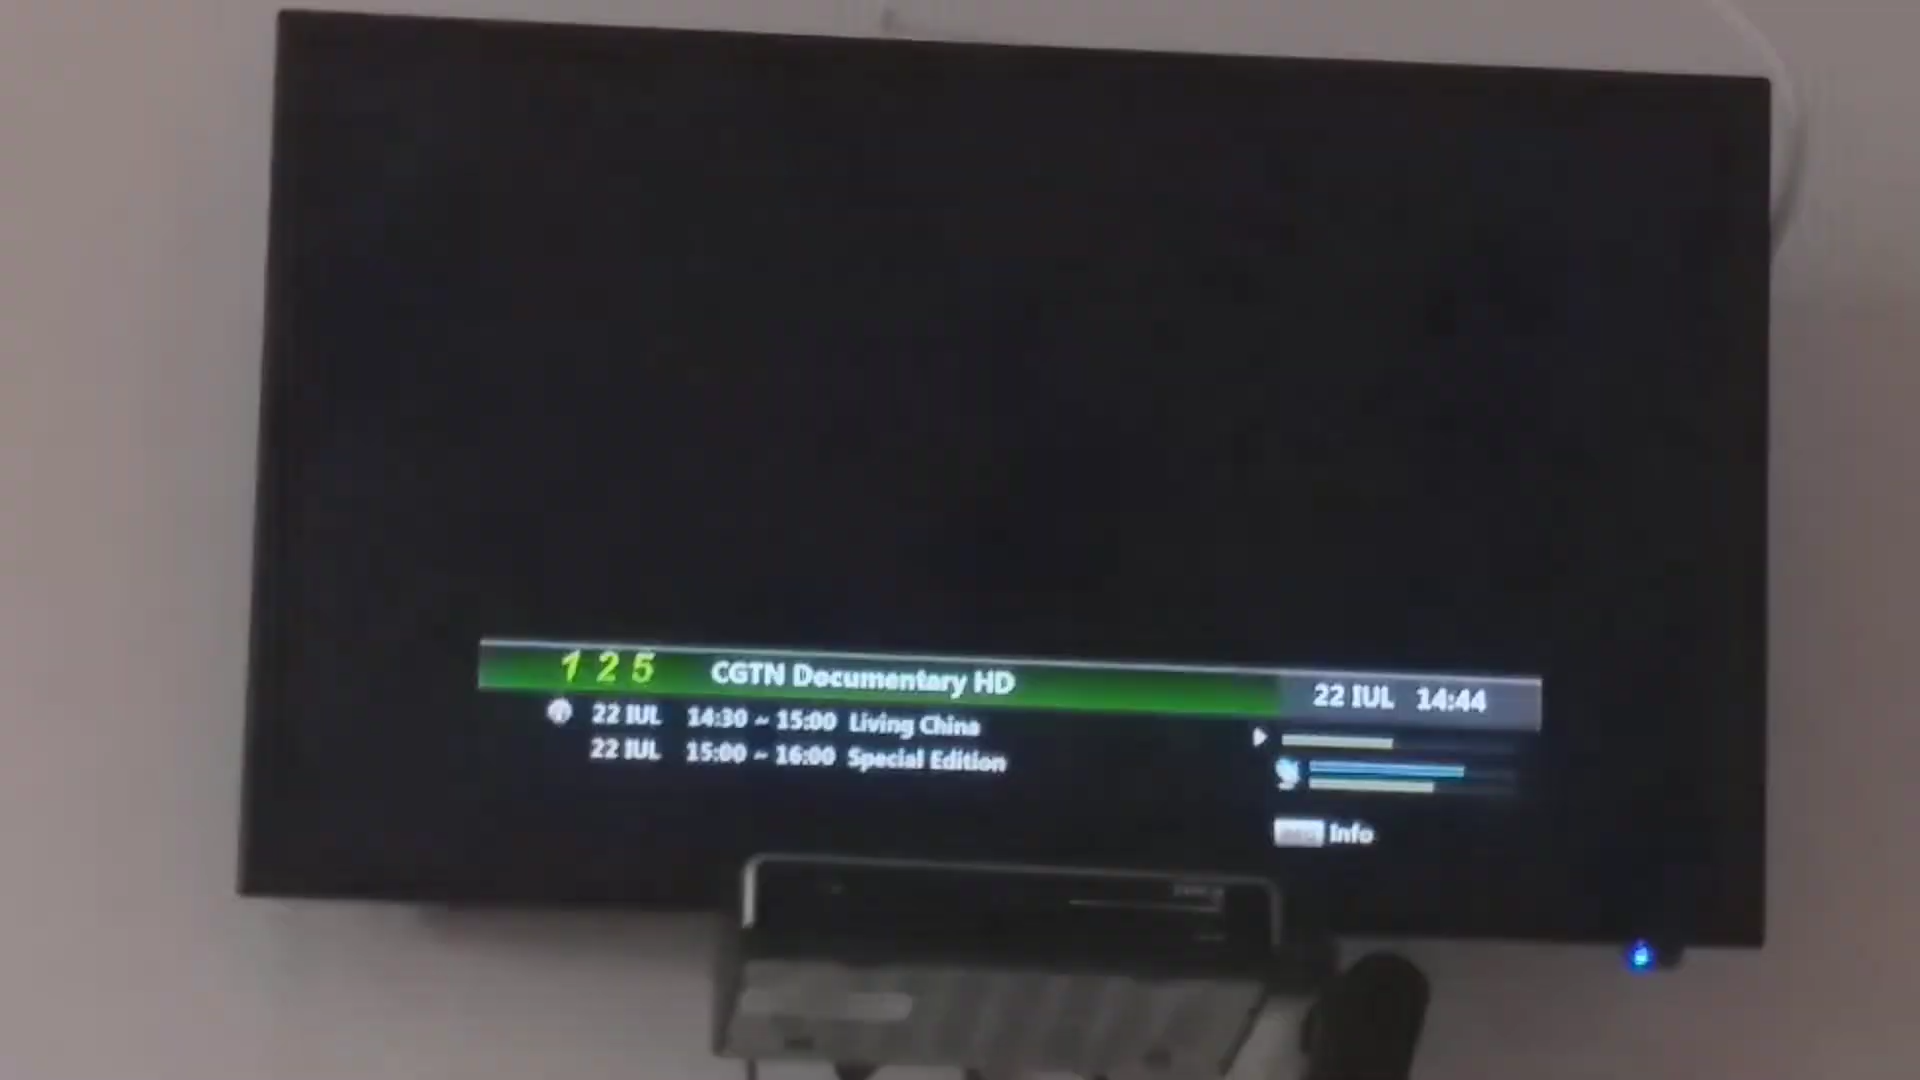 125 CGTN Documentary HD 22 IUL 14:44
22 IUL 14:30 ~ 15:00 Living China
22 IUL 15:00 ~ 16:00 Special Edition
Info